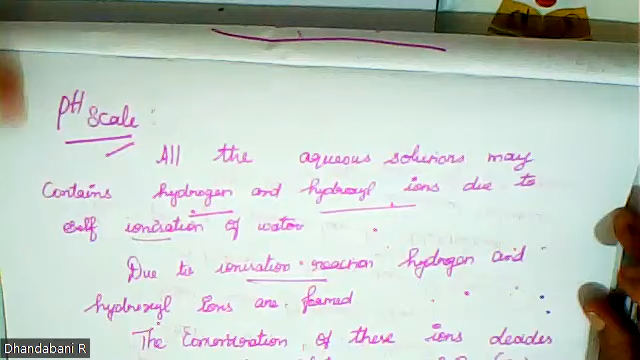 pH Scale :
All the aqueous solutions may
Contains hydrogen and hydroxyl ions due to
self ionisation of water
Due to ionisation reaction hydrogen and
hydroxyl Ions are formed
The Concentration of these ions decides
Dhandabani R